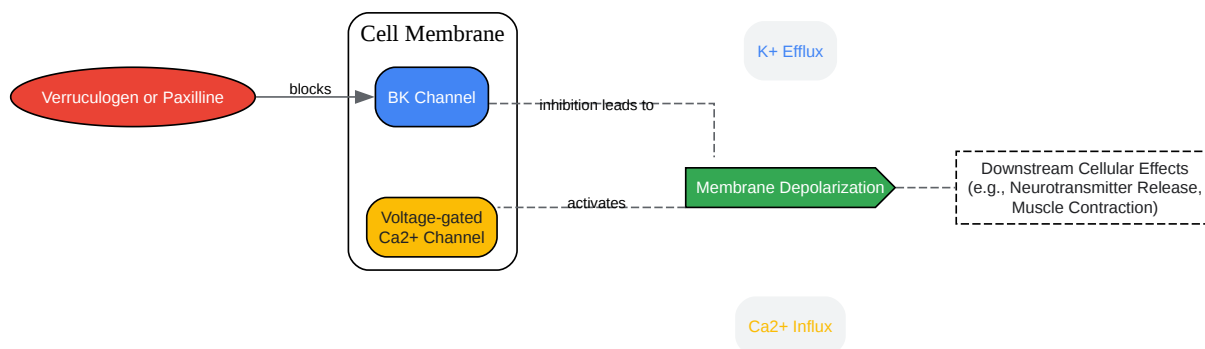 Cell Membrane
K+ Efflux
Verruculogen or Paxilline
blocks
BK Channel
inhibition leads to
Membrane Depolarization
Downstream Cellular Effects
(e.g., Neurotransmitter Release,
Muscle Contraction)
activates
Voltage-gated
Ca2+ Channel
Ca2+ Influx